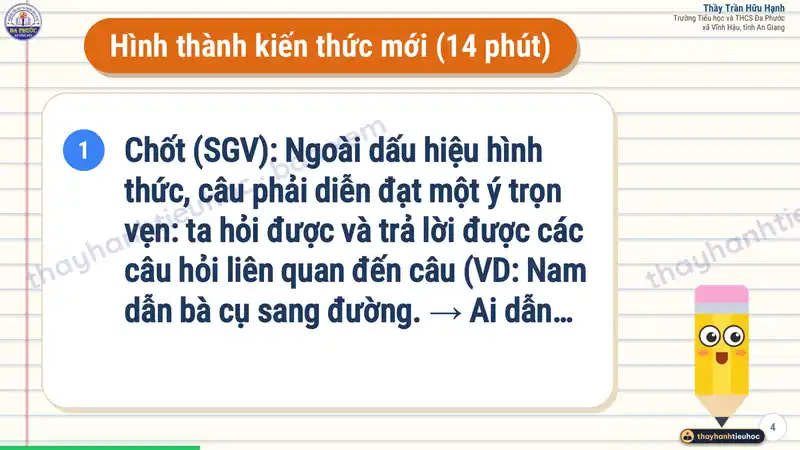 Thầy Trần Hữu Hạnh
Trường Tiểu học và THCS Đa Phước
xã Vĩnh Hậu, tỉnh An Giang
ĐA PHƯỚC
Hình thành kiến thức mới (14 phút)
1
Chốt (SGV): Ngoài dấu hiệu hình
thức, câu phải diễn đạt một ý trọn
vẹn: ta hỏi được và trả lời được các
câu hỏi liên quan đến câu (VD: Nam
dẫn bà cụ sang đường. → Ai dẫn…
4
thayhanhtieuhoc